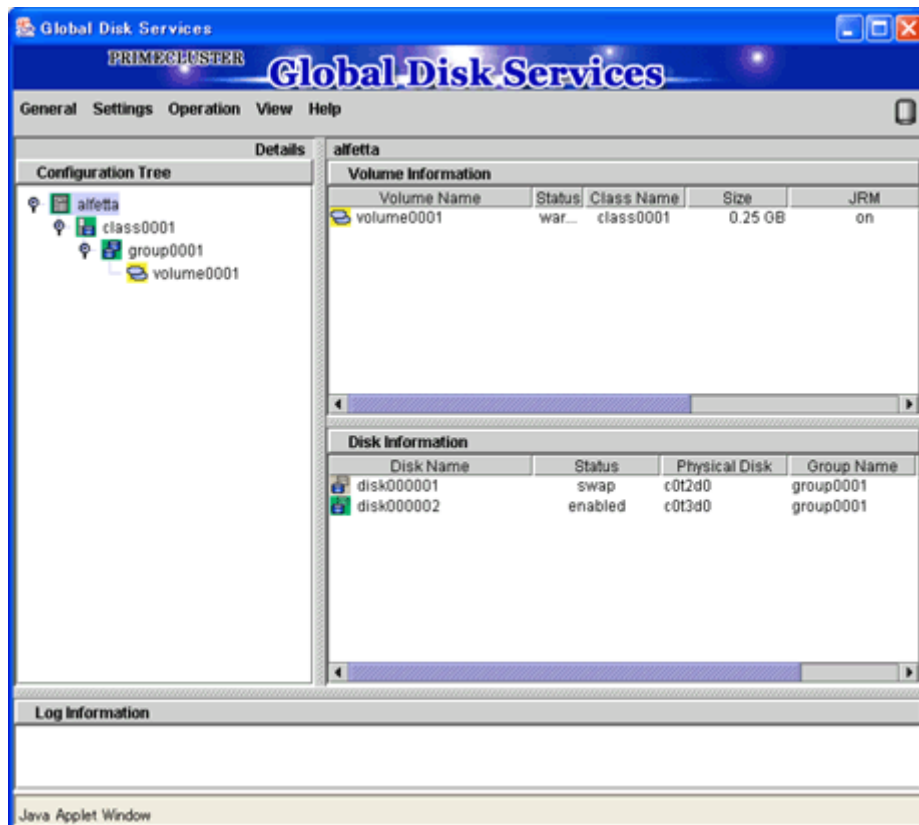 Global Disk Services
PRIMECLUSTER
Global Disk Services
General Settings Operation View Help
Details
alfetta
Configuration Tree
alfetta
class0001
group0001
volume0001
Volume Information
Volume Name Status Class Name Size JRM
volume0001 war... class0001 0.25 GB on
Disk Information
Disk Name Status Physical Disk Group Name
disk000001 swap c0t2d0 group0001
disk000002 enabled c0t3d0 group0001
Log Information
Java Applet Window